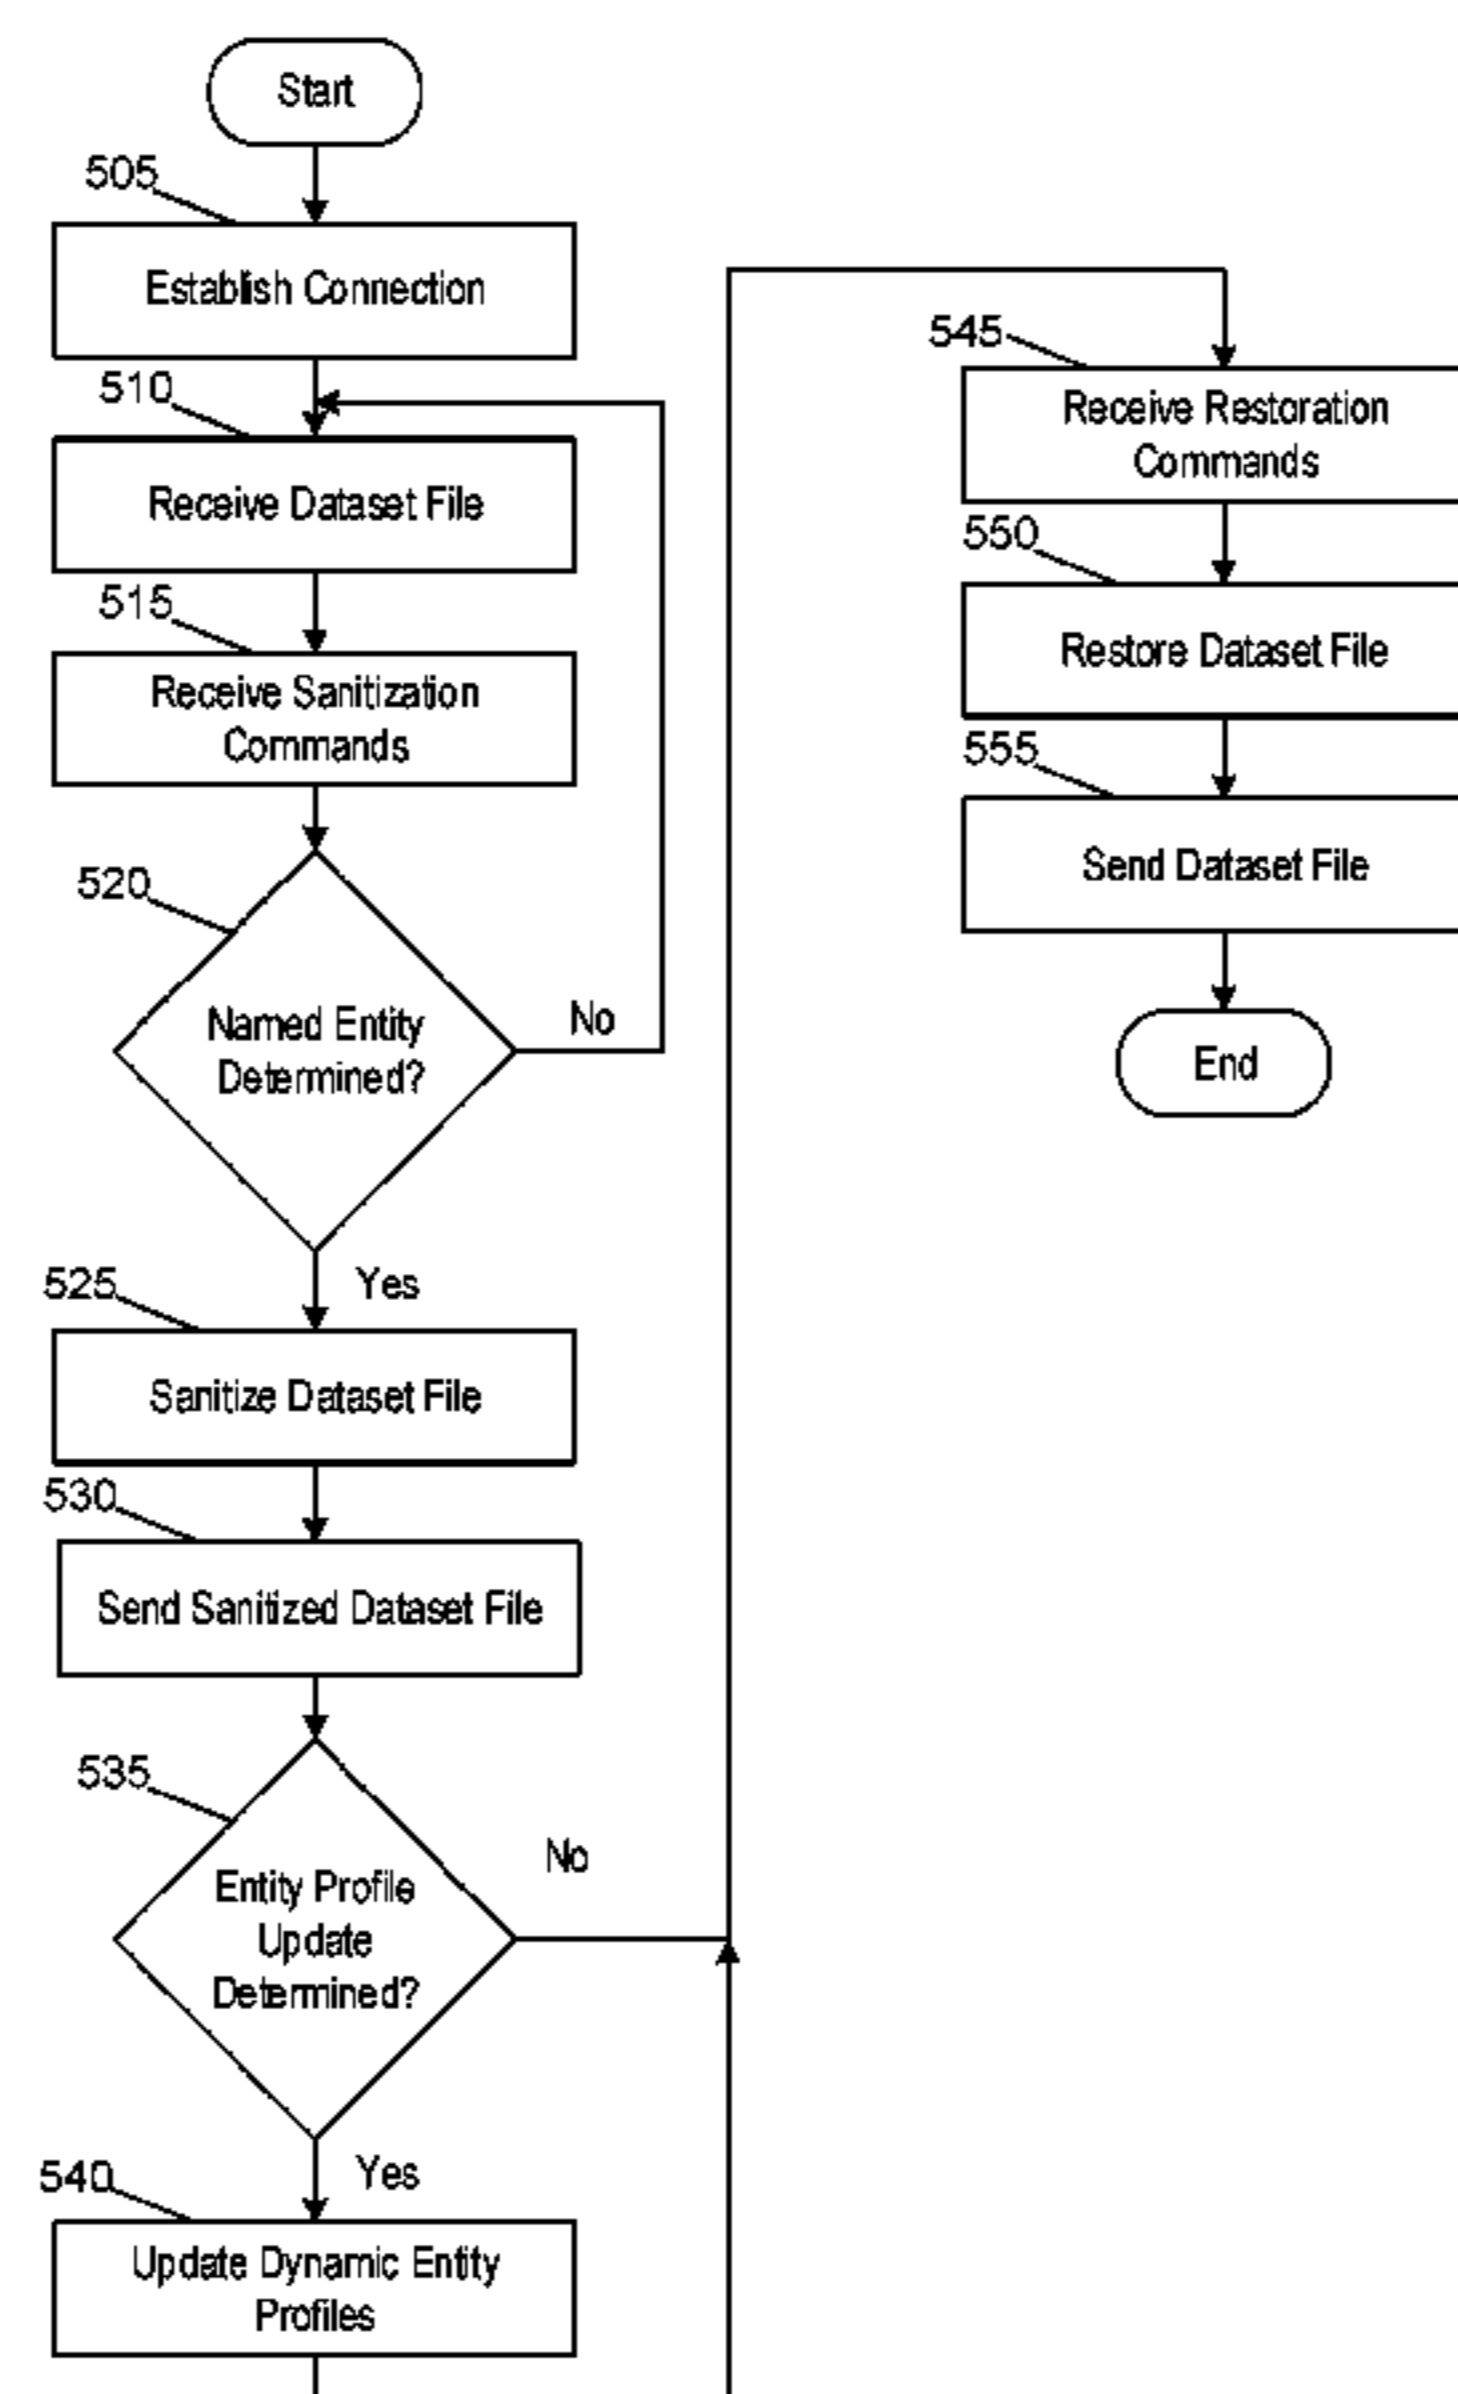 Start
505
Establish Connection
510
Receive Dataset File
515
Receive Sanitization
Commands
520
Named Entity
Determined?
No
Yes
525
Sanitize Dataset File
530
Send Sanitized Dataset File
535
Entity Profile
Update
Determined?
No
Yes
540
Update Dynamic Entity
Profiles
545
Receive Restoration
Commands
550
Restore Dataset File
555
Send Dataset File
End